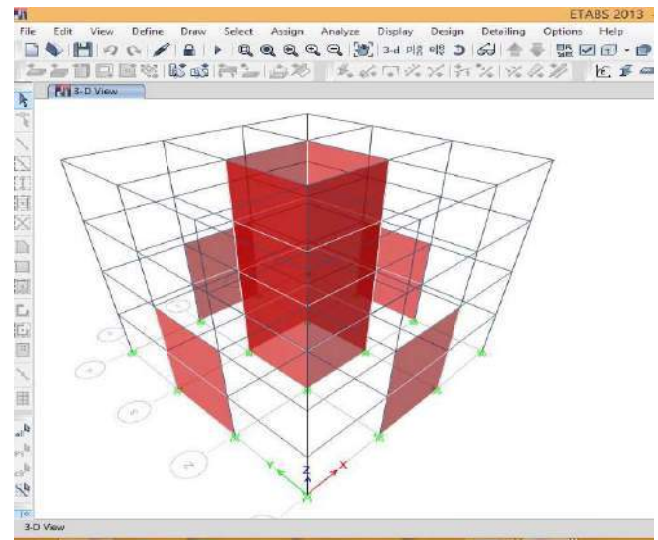 ETABS 2013
File Edit View Define Draw Select Assign Analyze Display Design Detailing Options Help
3-d
3-D View
Y Z X
3-D View